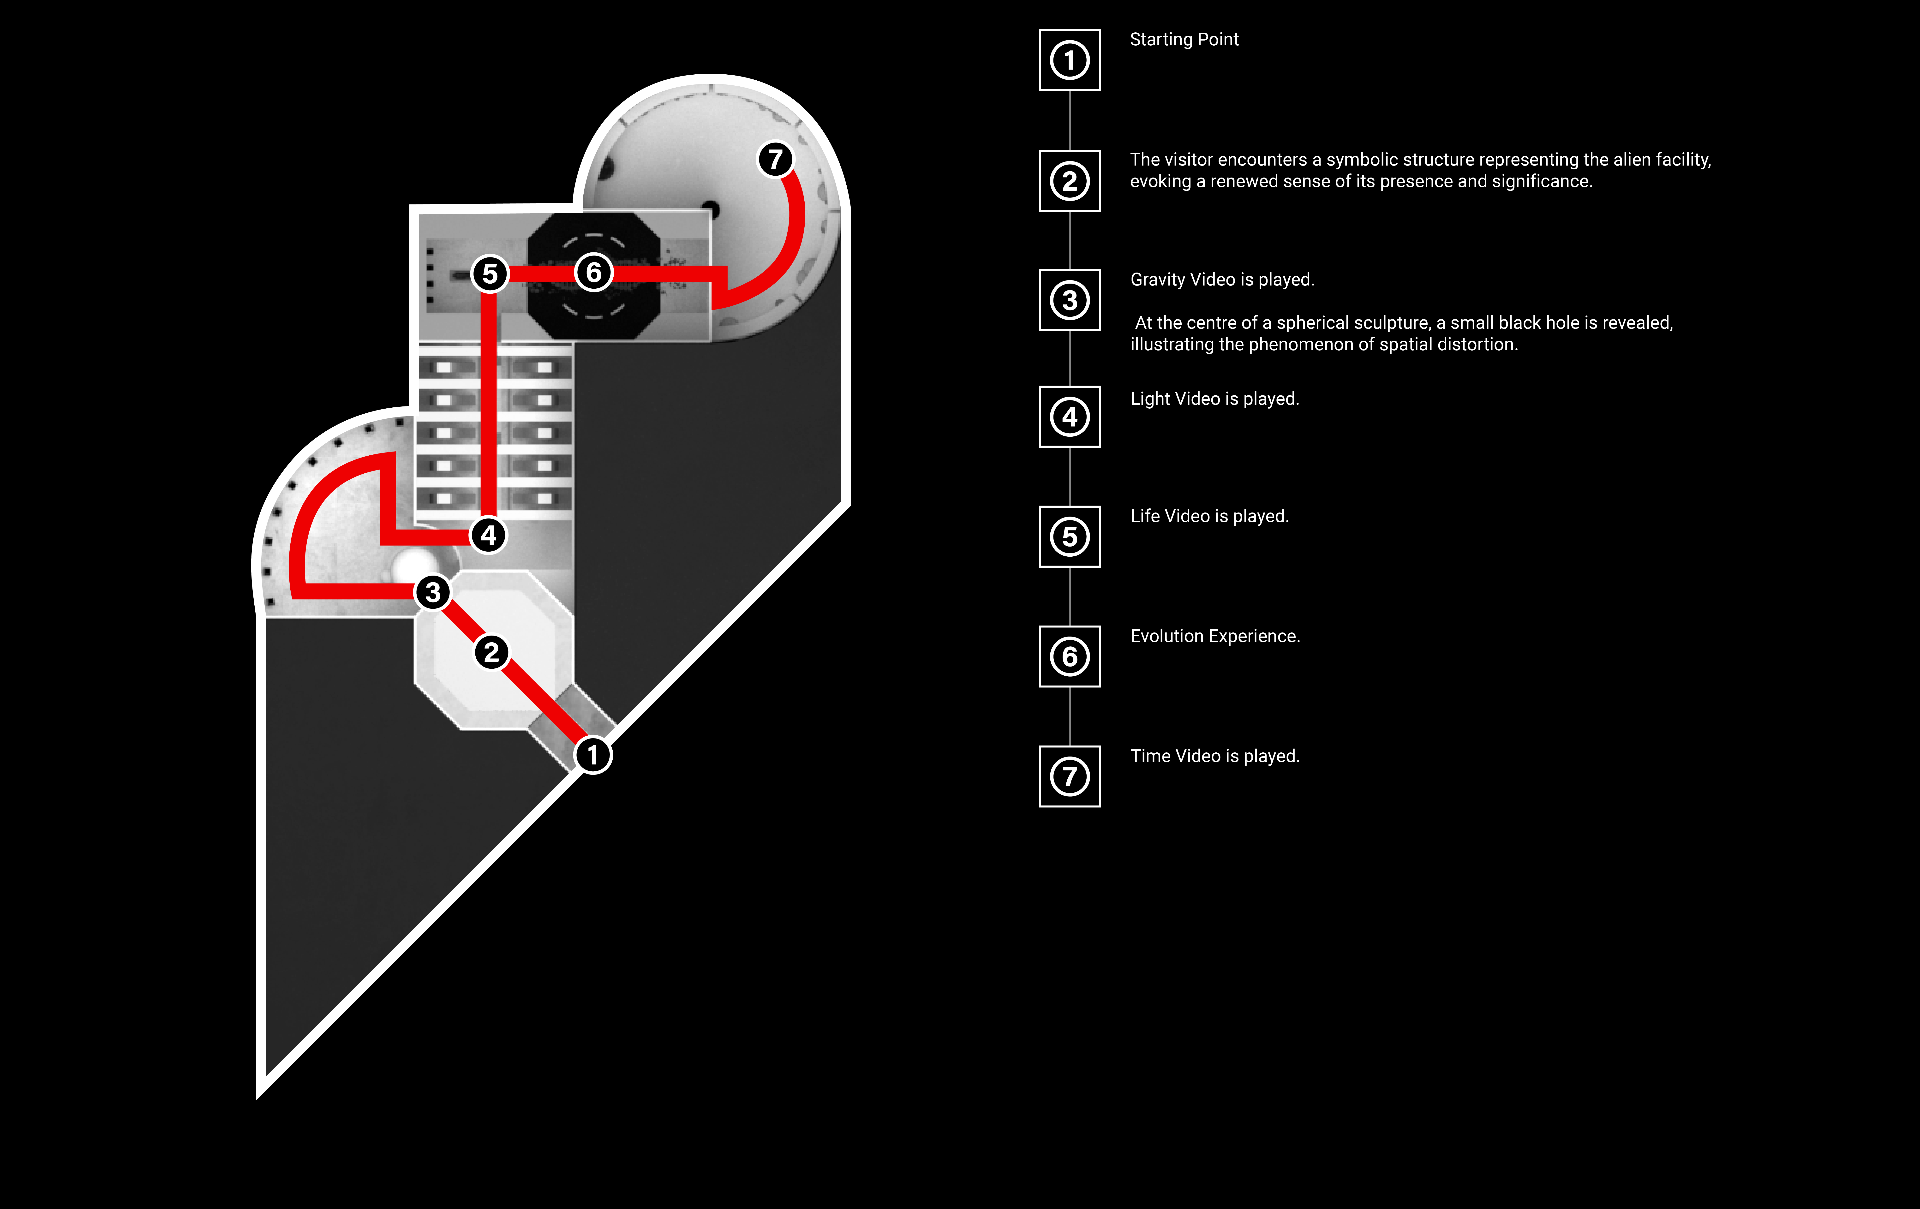 7
5
6
4
3
2
1
1
Starting Point
2
The visitor encounters a symbolic structure representing the alien facility,
evoking a renewed sense of its presence and significance.
3
Gravity Video is played.
At the centre of a spherical sculpture, a small black hole is revealed,
illustrating the phenomenon of spatial distortion.
4
Light Video is played.
5
Life Video is played.
6
Evolution Experience.
7
Time Video is played.